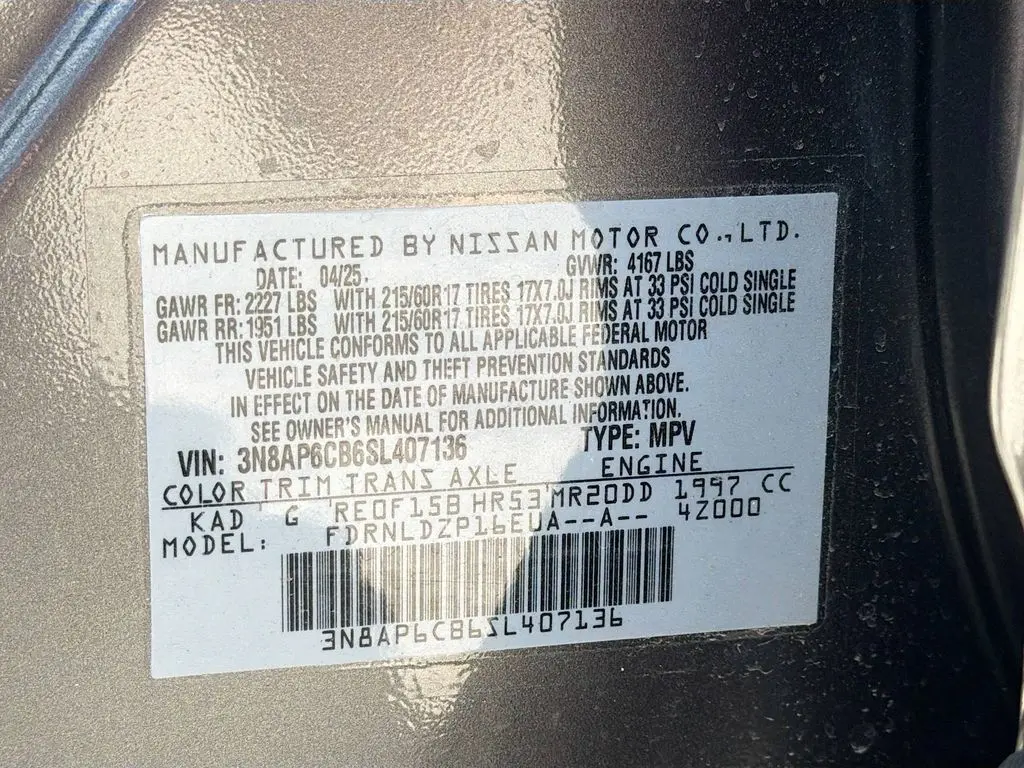 MANUFACTURED BY NISSAN MOTOR CO.,LTD.
DATE: 04/25. GVWR: 4167 LBS
GAWR FR: 2227 LBS WITH 215/60R17 TIRES 17X7.0J RIMS AT 33 PSI COLD SINGLE
GAWR RR: 1951 LBS WITH 215/60R17 TIRES 17X7.0J RIMS AT 33 PSI COLD SINGLE
THIS VEHICLE CONFORMS TO ALL APPLICABLE FEDERAL MOTOR
VEHICLE SAFETY AND THEFT PREVENTION STANDARDS
IN EFFECT ON THE DATE OF MANUFACTURE SHOWN ABOVE.
SEE OWNER'S MANUAL FOR ADDITIONAL INFORMATION.
VIN: 3N8AP6CB6SL407136 TYPE: MPV
COLOR TRIM TRANS AXLE ENGINE
KAD G RE0F15B HR53 MR20DD 1997 CC
MODEL: FDRNLDZP16EUA--A-- 4Z000
3N8AP6CB6SL407136